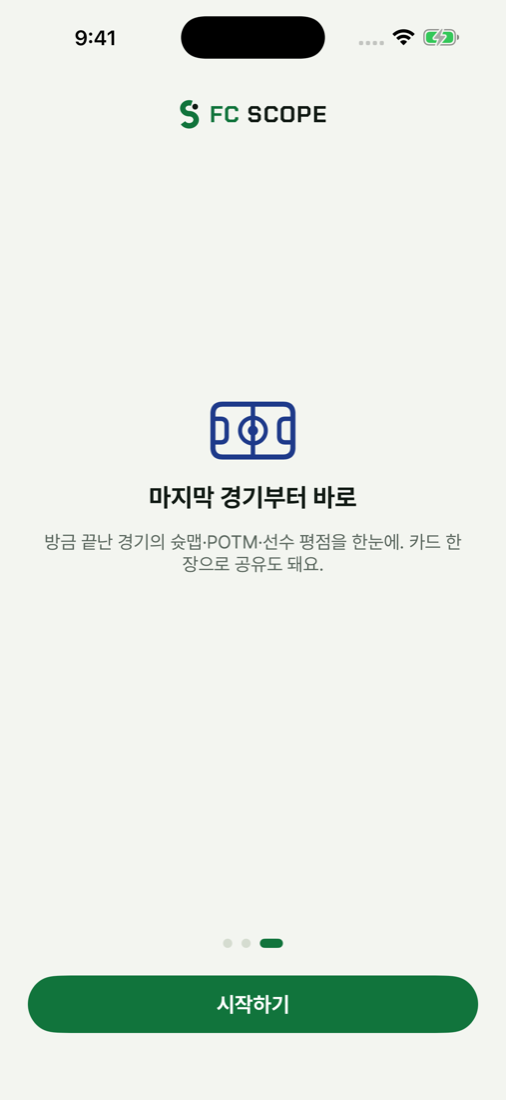 9:41
FC SCOPE
마지막 경기부터 바로
방금 끝난 경기의 슛맵·POTM·선수 평점을 한눈에. 카드 한
장으로 공유도 돼요.
시작하기